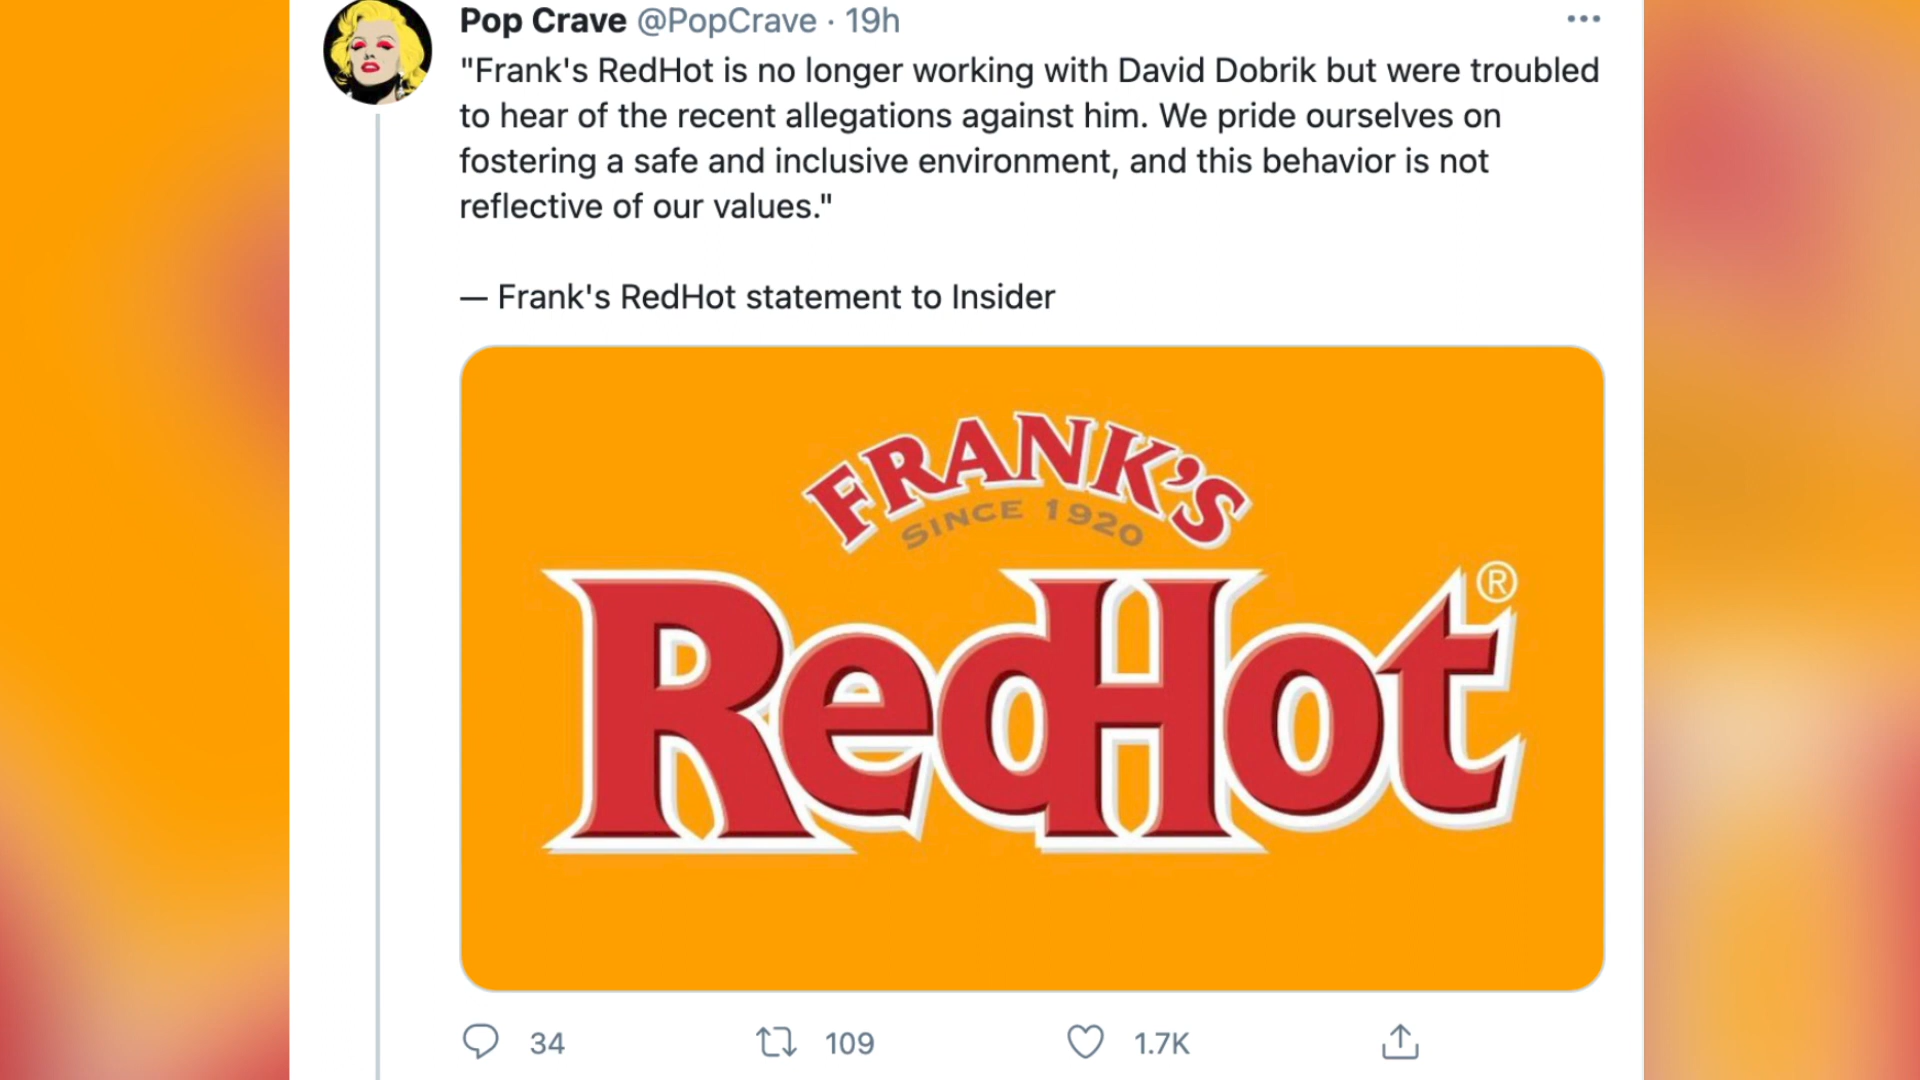 Pop Crave @PopCrave · 19h
"Frank's RedHot is no longer working with David Dobrik but were troubled
to hear of the recent allegations against him. We pride ourselves on
fostering a safe and inclusive environment, and this behavior is not
reflective of our values."
— Frank's RedHot statement to Insider
FRANK'S
SINCE 1920
RedHot®
34 109 1.7K